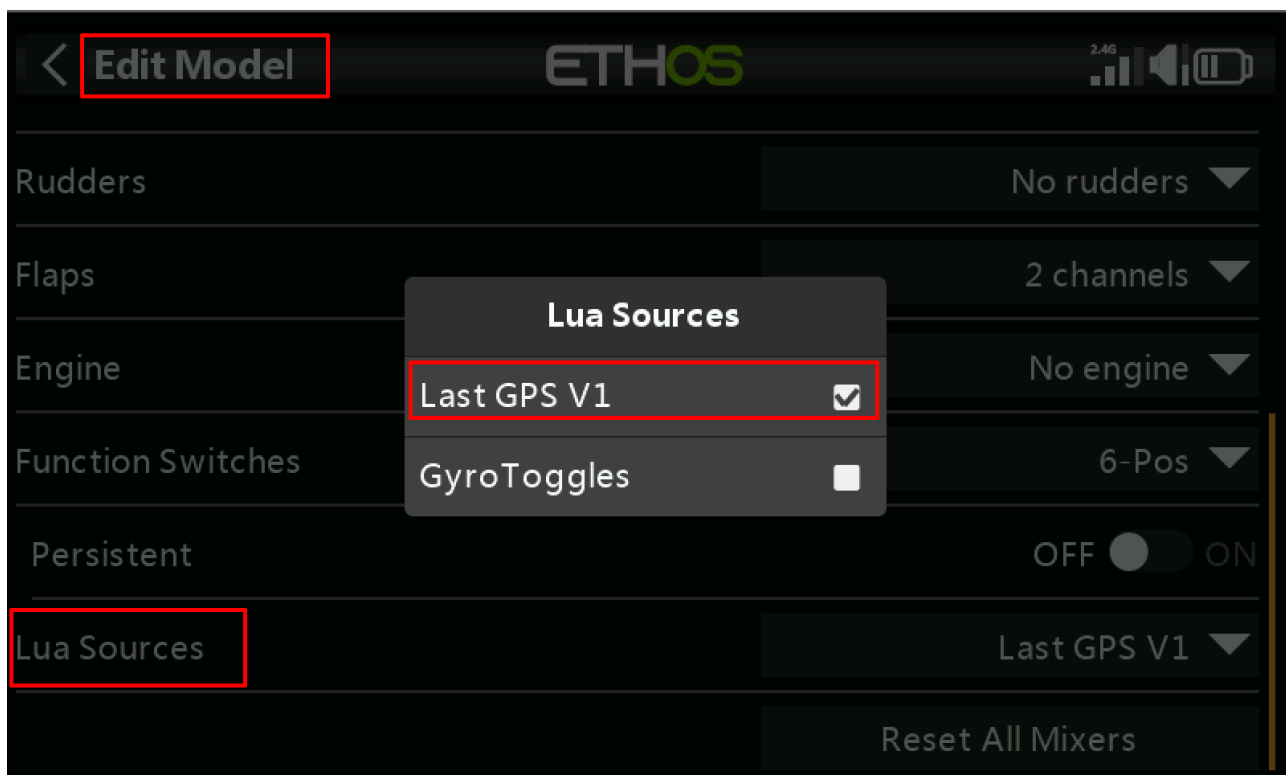 Edit Model
ETHOS
2.4G
Rudders
No rudders
Flaps
2 channels
Lua Sources
Engine
No engine
Last GPS V1
Function Switches
6-Pos
GyroToggles
Persistent
OFF ON
Lua Sources
Last GPS V1
Reset All Mixers